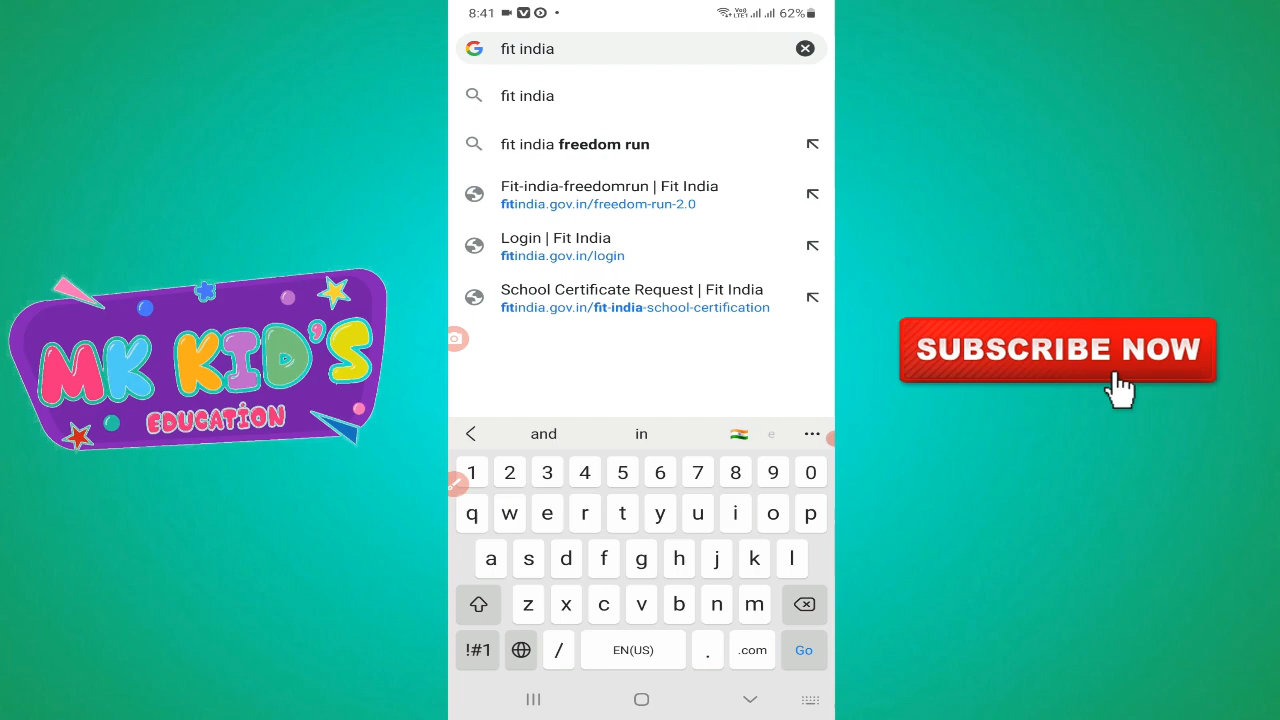 8:41
Vo)) LTE1 62%
fit india
fit india
fit india freedom run
Fit-india-freedomrun | Fit India
fitindia.gov.in/freedom-run-2.0
Login | Fit India
fitindia.gov.in/login
School Certificate Request | Fit India
fitindia.gov.in/fit-india-school-certification
MK KID'S
EDUCATION
SUBSCRIBE NOW
and in e
1 2 3 4 5 6 7 8 9 0
q w e r t y u i o p
a s d f g h j k l
z x c v b n m
!#1 / EN(US) . .com Go